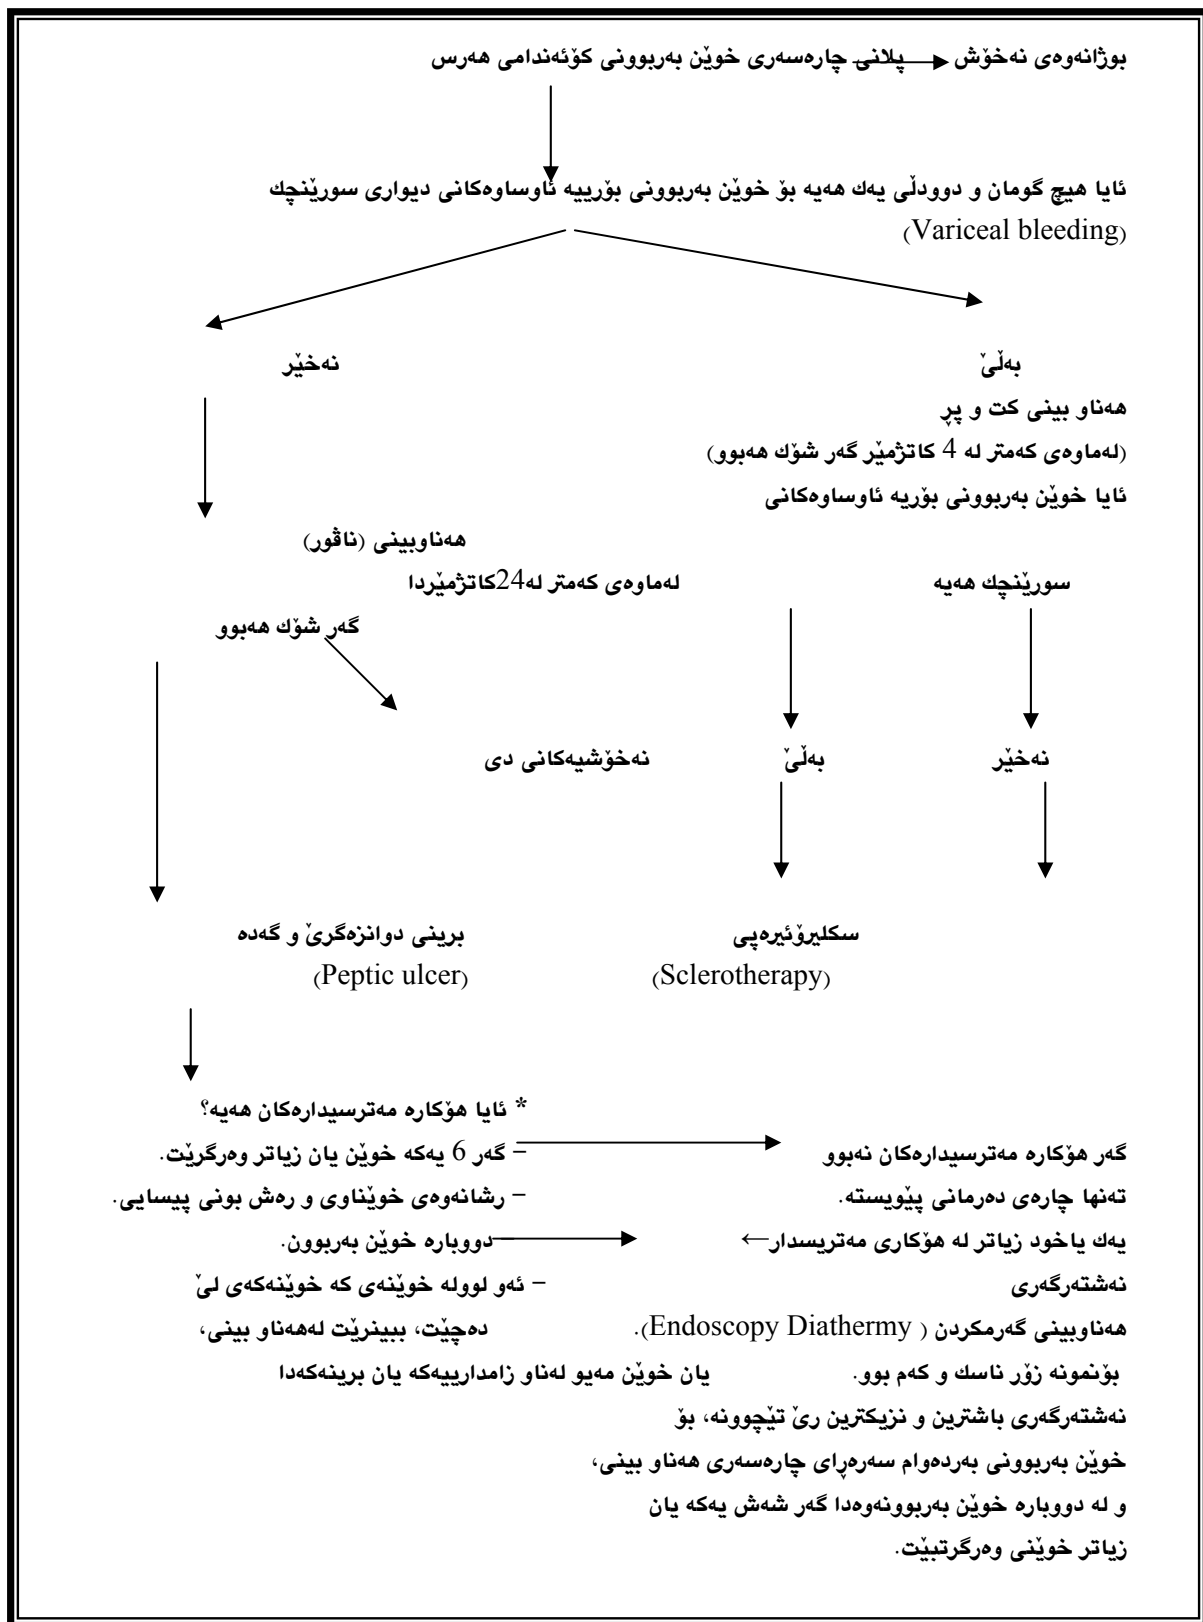 بوژانەوەی نەخۆش ← پلانی چارەسەری خوێن بەربوونی کۆئەندامی هەرس
ئایا هیچ گومان و دوودڵی یەك هەیە بۆ خوێن بەربوونی بۆرییە ئاوساوەکانی دیواری سورێنچك
(Variceal bleeding)
بەڵێ
نەخێر
هەناو بینی کت و پڕ
(لەماوەی کەمتر لە 4 کاتژمێر گەر شۆك هەبوو)
ئایا خوێن بەربوونی بۆریە ئاوساوەکانی
هەناوبینی (ناڤور)
سورێنچك هەیە
لەماوەی کەمتر لە24کاتژمێردا
گەر شۆك هەبوو
نەخێر
بەڵێ
نەخۆشیەکانی دی
سکلیرۆئیرەپی
برینی دوانزەگرێ و گەدە
(Sclerotherapy)
(Peptic ulcer)
* ئایا هۆکارە مەترسیدارەکان هەیە؟
گەر هۆکارە مەترسیدارەکان نەبوو
– گەر 6 یەکە خوێن یان زیاتر وەرگرێت.
تەنها چارەی دەرمانی پێویستە.
– رشانەوەی خوێناوی و رەش بونی پیسایی.
یەك یاخود زیاتر لە هۆکاری مەتریسدار←
– دووبارە خوێن بەربوون.
نەشتەرگەری
– ئەو لوولە خوێنەی کە خوێنەکەی لێ
هەناوبینی گەرمکردن ( Endoscopy Diathermy).
دەچێت، ببینرێت لەهەناو بینی،
بۆنمونە زۆر ناسك و کەم بوو.
یان خوێن مەیو لەناو زامدارییەکە یان برینەکەدا
نەشتەرگەری باشترین و نزیکترین رێ تێچوونە، بۆ
خوێن بەربوونی بەردەوام سەرەڕای چارەسەری هەناو بینی،
و لە دووبارە خوێن بەربوونەوەدا گەر شەش یەکە یان
زیاتر خوێنی وەرگرتبێت.